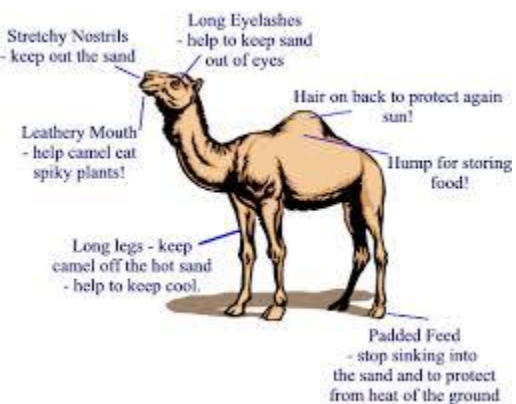 Long Eyelashes
- help to keep sand
out of eyes
Stretchy Nostrils
- keep out the sand
Hair on back to protect again
sun!
Leathery Mouth
- help camel eat
spiky plants!
Hump for storing
food!
Long legs - keep
camel off the hot sand
- help to keep cool.
Padded Feed
- stop sinking into
the sand and to protect
from heat of the ground